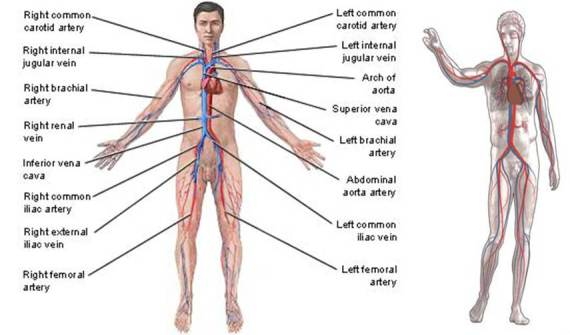 Right common
carotid artery
Right internal
jugular vein
Right brachial
artery
Right renal
vein
Inferior vena
cava
Right common
iliac artery
Right external
iliac vein
Right femoral
artery
Left common
carotid artery
Left internal
jugular vein
Arch of
aorta
Superior vena
cava
Left brachial
artery
Abdominal
aorta artery
Left common
iliac vein
Left femoral
artery